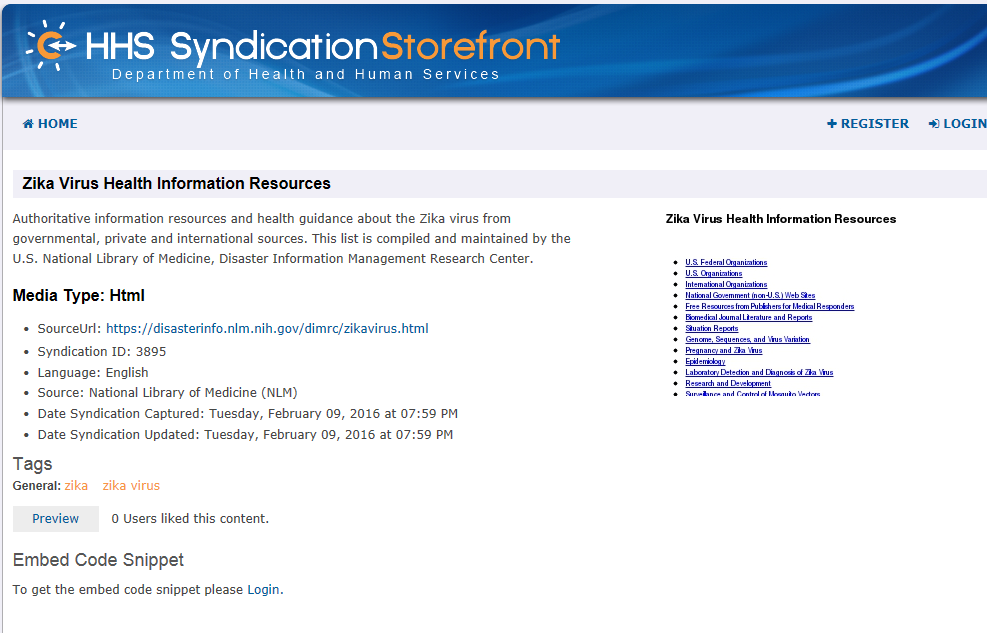 HHS SyndicationStorefront
Department of Health and Human Services
HOME
REGISTER
LOGIN
Zika Virus Health Information Resources
Authoritative information resources and health guidance about the Zika virus from
governmental, private and international sources. This list is compiled and maintained by the
U.S. National Library of Medicine, Disaster Information Management Research Center.
Media Type: Html
SourceUrl: https://disasterinfo.nlm.nih.gov/dimrc/zikavirus.html
Syndication ID: 3895
Language: English
Source: National Library of Medicine (NLM)
Date Syndication Captured: Tuesday, February 09, 2016 at 07:59 PM
Date Syndication Updated: Tuesday, February 09, 2016 at 07:59 PM
Tags
General: zika zika virus
Preview 0 Users liked this content.
Embed Code Snippet
To get the embed code snippet please Login.
Zika Virus Health Information Resources
U.S. Federal Organizations
U.S. Organizations
International Organizations
National Government (non-U.S.) Web Sites
Free Resources from Publishers for Medical Responders
Biomedical Journal Literature and Reports
Situation Reports
Genome, Sequences, and Virus Variation
Pregnancy and Zika Virus
Epidemiology
Laboratory Detection and Diagnosis of Zika Virus
Research and Development
Surveillance and Control of Mosquito Vectors